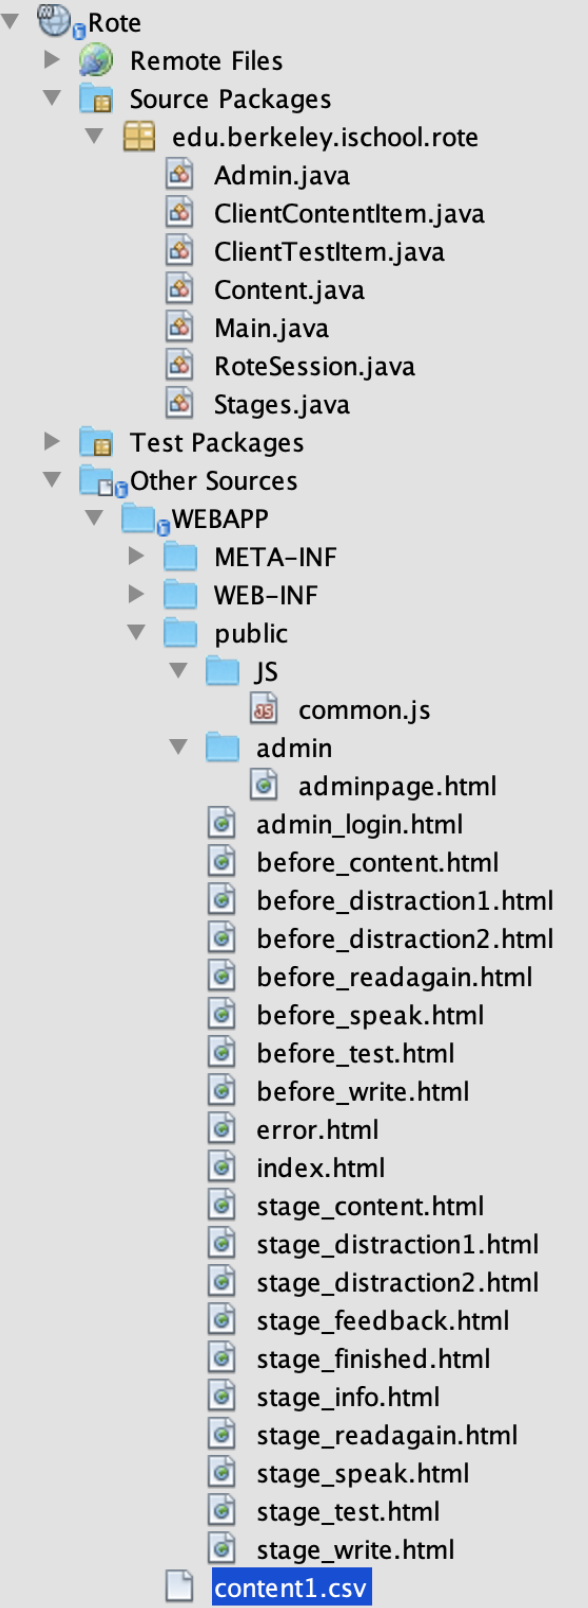 Rote
Remote Files
Source Packages
edu.berkeley.ischool.rote
Admin.java
ClientContentItem.java
ClientTestItem.java
Content.java
Main.java
RoteSession.java
Stages.java
Test Packages
Other Sources
WEBAPP
META-INF
WEB-INF
public
JS
common.js
admin
adminpage.html
admin_login.html
before_content.html
before_distraction1.html
before_distraction2.html
before_readagain.html
before_speak.html
before_test.html
before_write.html
error.html
index.html
stage_content.html
stage_distraction1.html
stage_distraction2.html
stage_feedback.html
stage_finished.html
stage_info.html
stage_readagain.html
stage_speak.html
stage_test.html
stage_write.html
content1.csv